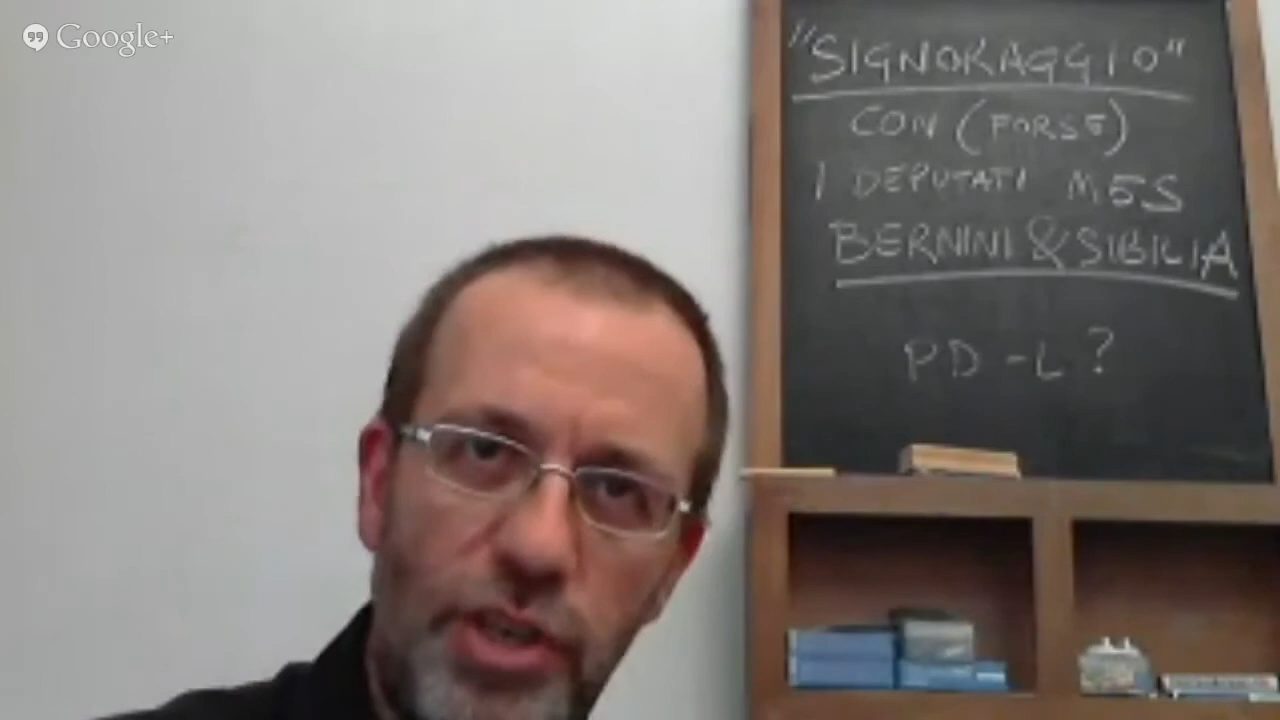 Google+
"SIGNORAGGIO"
CON (FORSE)
I DEPUTATI M5S
BERNINI & SIBILIA
PD-L?